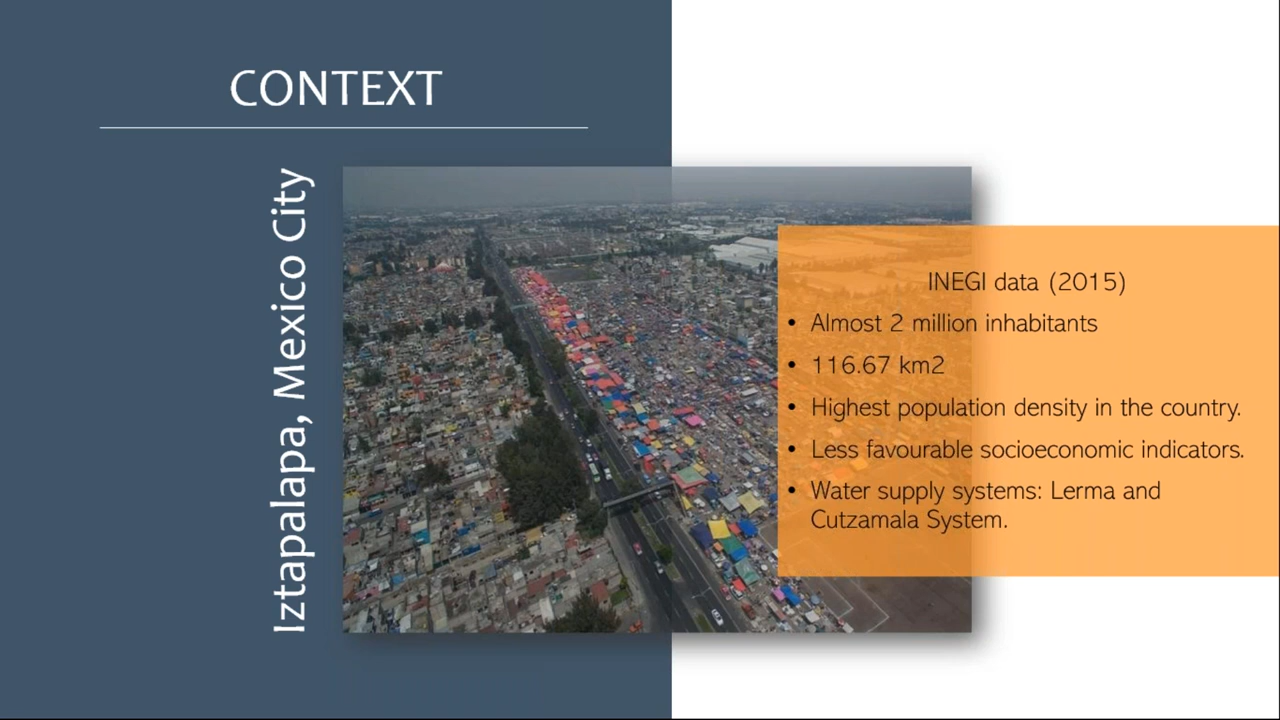 CONTEXT
Iztapalapa, Mexico City
INEGI data (2015)
• Almost 2 million inhabitants
• 116.67 km2
• Highest population density in the country.
• Less favourable socioeconomic indicators.
• Water supply systems: Lerma and
Cutzamala System.